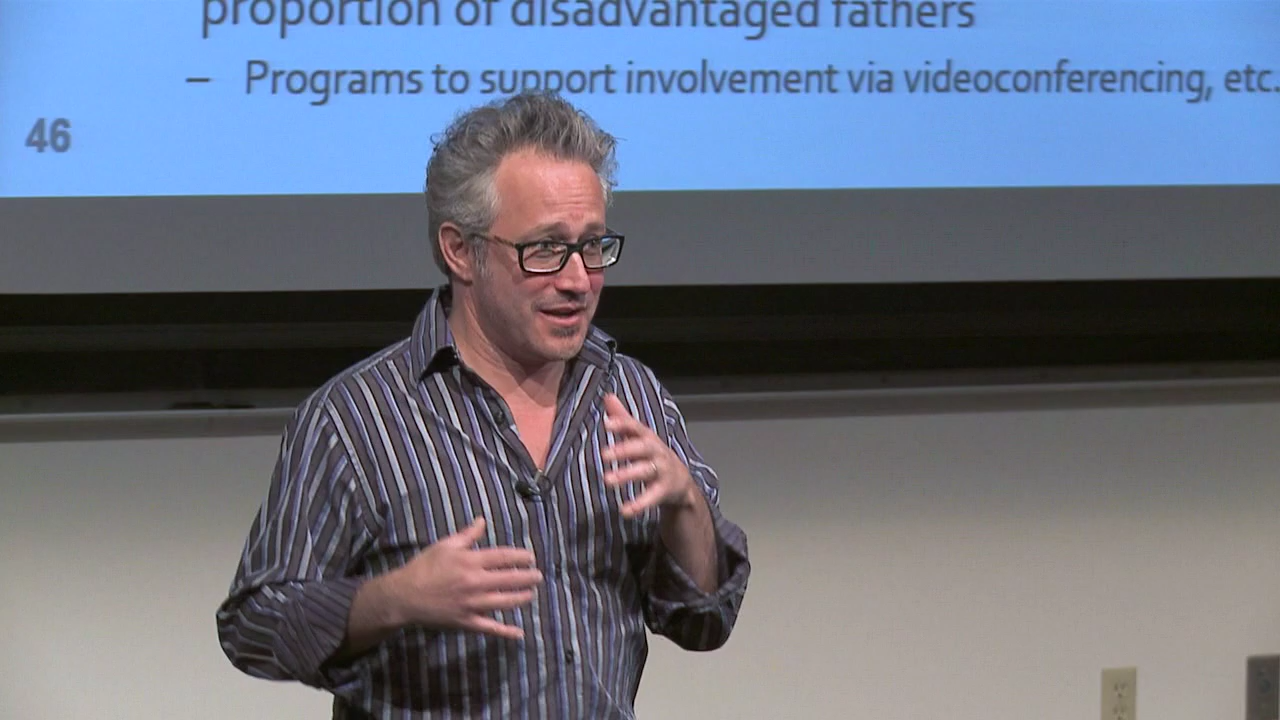 proportion of disadvantaged fathers
– Programs to support involvement via videoconferencing, etc.
46